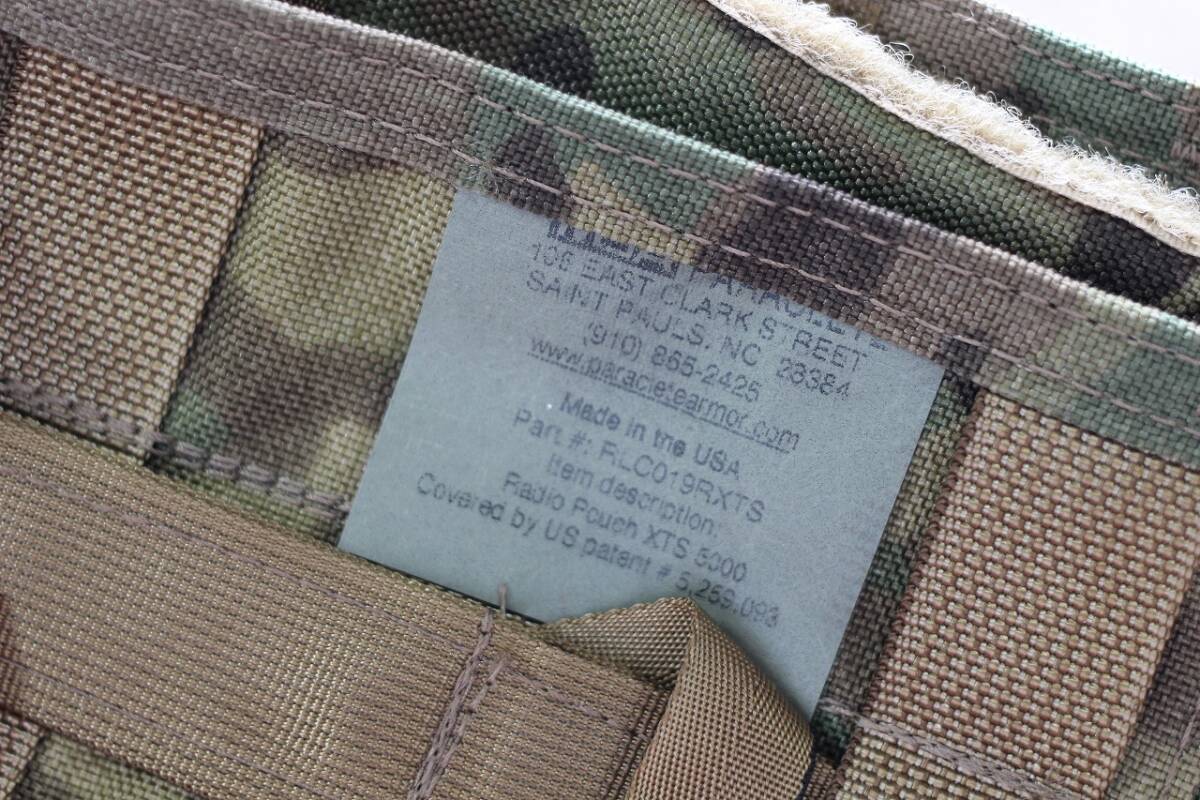 PARACLETE
106 EAST CLARK STREET
SAINT PAULS, NC 28384
(910) 865-2425
www.paracletearmor.com
Made in the USA
Part #: RLC019RXTS
Item description:
Radio Pouch XTS 5000
Covered by US patent # 5,259,093